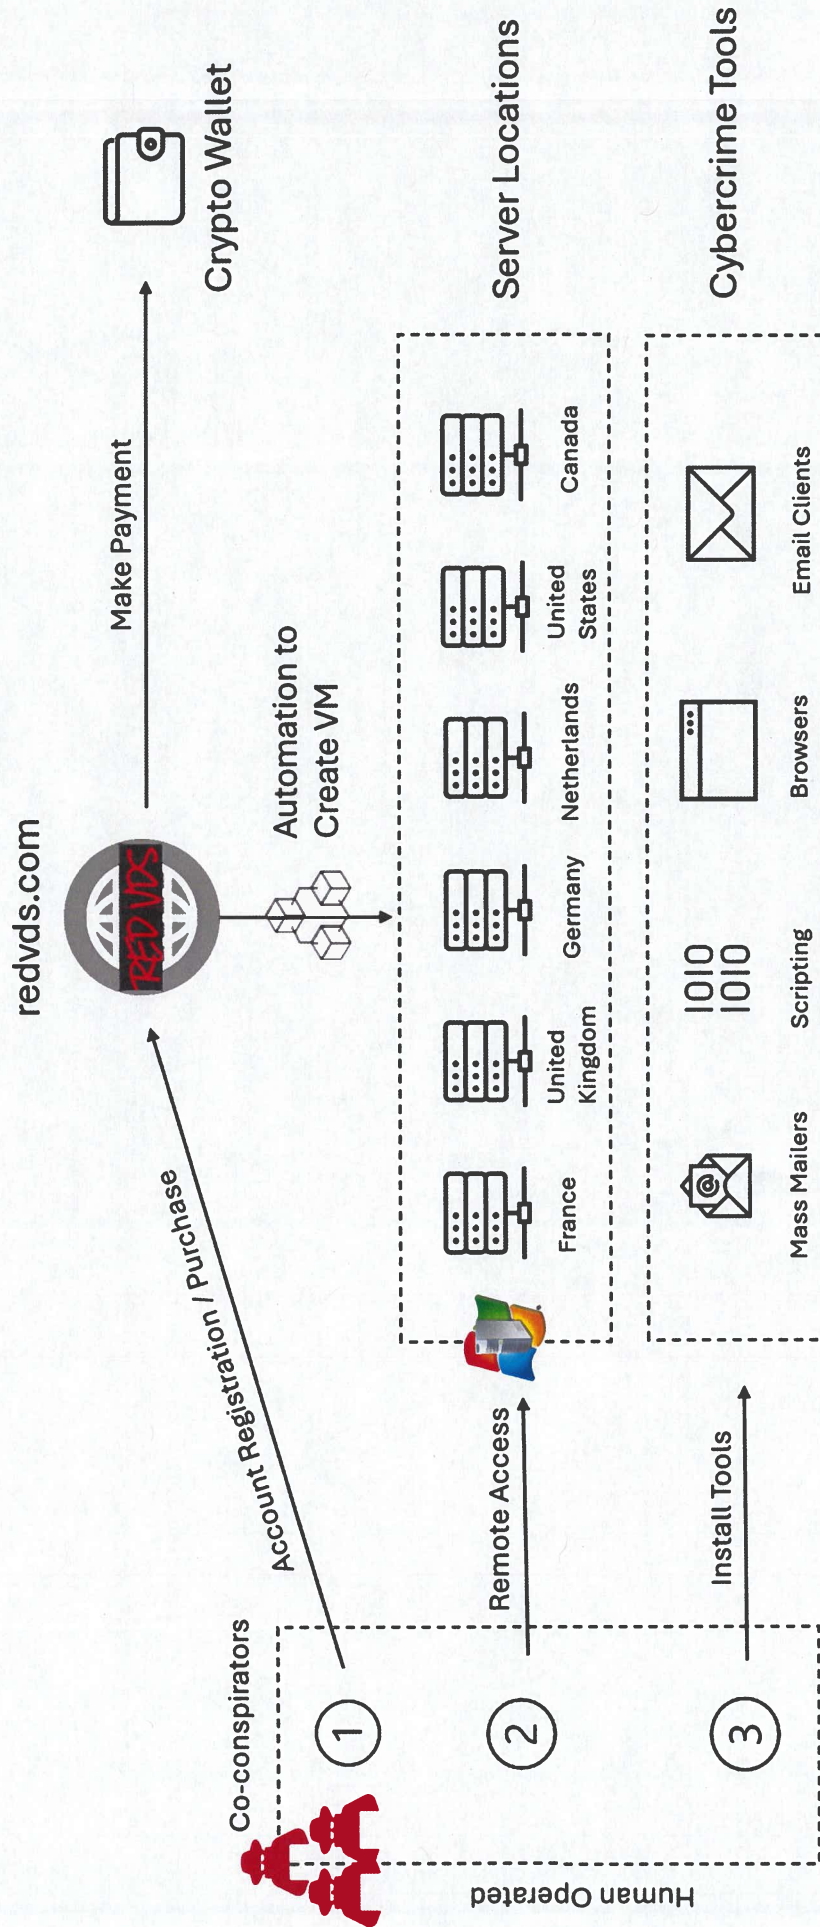 redvds.com
RED VDS
Make Payment
Crypto Wallet
Account Registration / Purchase
Automation to
Create VM
Co-conspirators
Human Operated
1
2
3
Remote Access
France
United
Kingdom
Germany
Netherlands
United
States
Canada
Server Locations
Install Tools
IOIO
IOIO
Mass Mailers
@
Scripting
Browsers
Email Clients
Cybercrime Tools